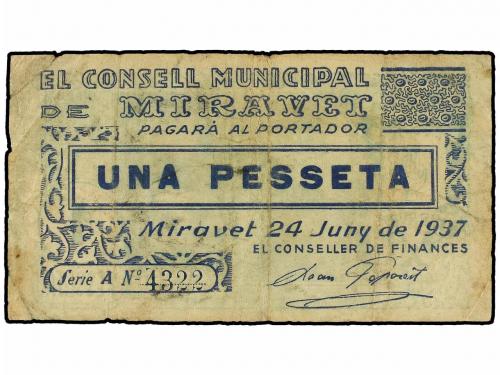 EL CONSELL MUNICIPAL
DE MIRAVET
PAGARÀ AL PORTADOR
UNA PESSETA
Miravet 24 Juny de 1937
EL CONSELLER DE FINANCES
Serie A Nº 4322
Joan